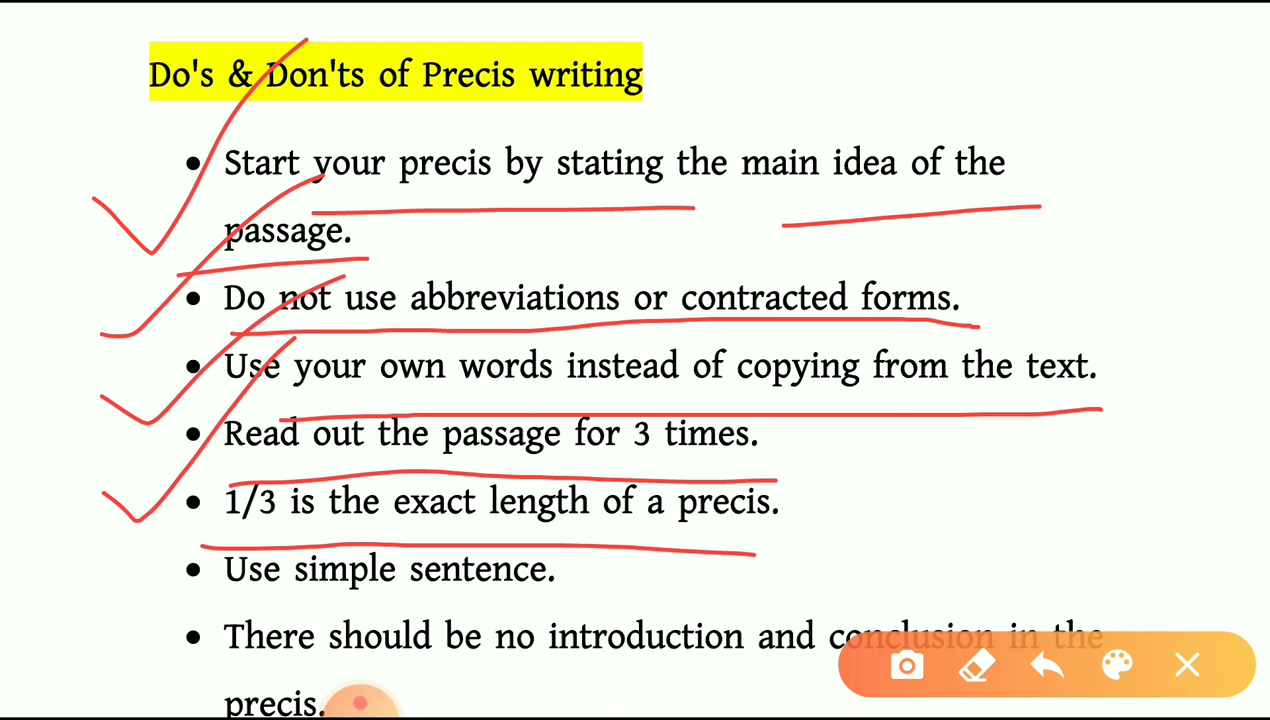 Do's & Don'ts of Precis writing
• Start your precis by stating the main idea of the
passage.
• Do not use abbreviations or contracted forms.
• Use your own words instead of copying from the text.
• Read out the passage for 3 times.
• 1/3 is the exact length of a precis.
• Use simple sentence.
• There should be no introduction and conclusion in the
precis.